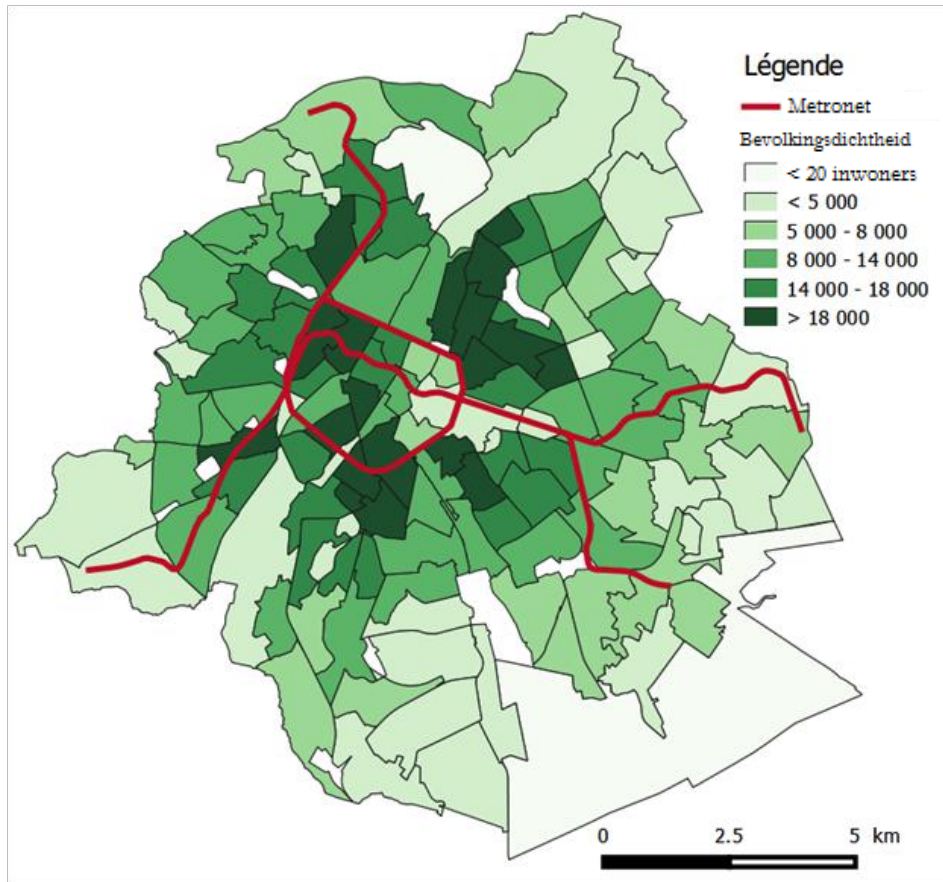 Légende
Metronet
Bevolkingsdichtheid
< 20 inwoners
< 5 000
5 000 - 8 000
8 000 - 14 000
14 000 - 18 000
> 18 000
0 2.5 5 km